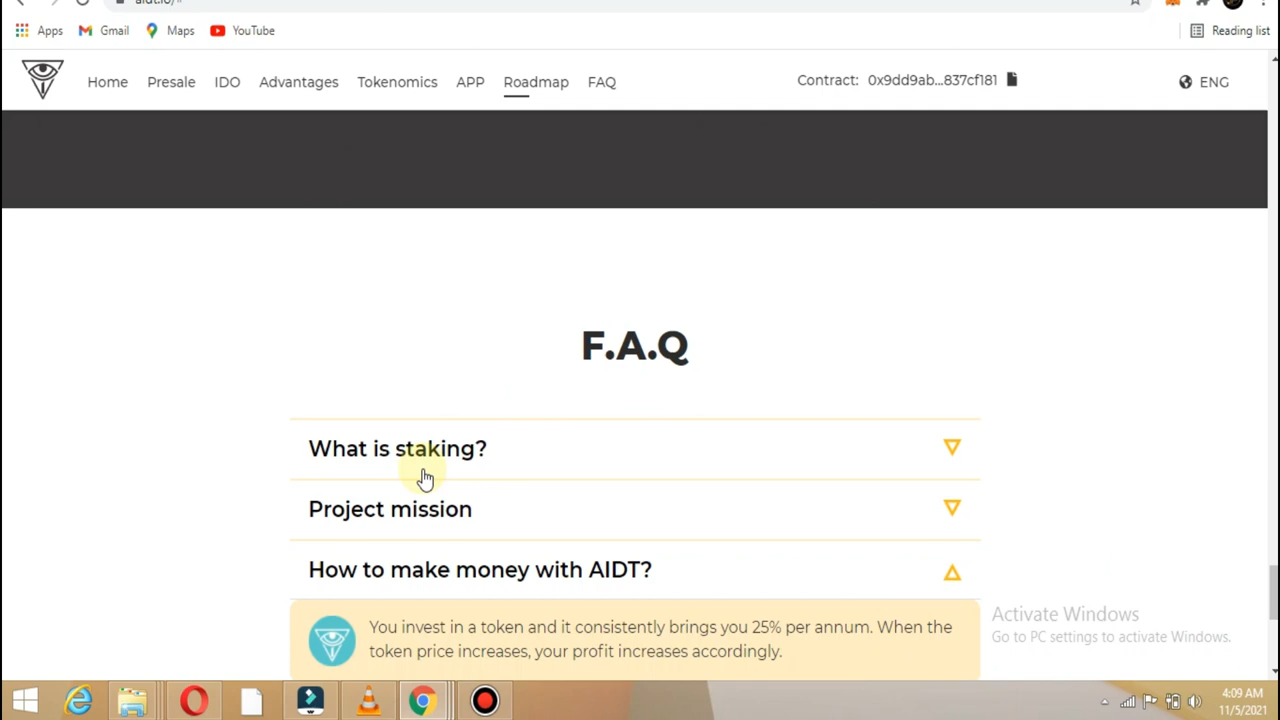 Apps Gmail Maps YouTube Reading list
Home Presale IDO Advantages Tokenomics APP Roadmap FAQ Contract: 0x9dd9ab...837cf181 ENG
F.A.Q
What is staking?
Project mission
How to make money with AIDT?
You invest in a token and it consistently brings you 25% per annum. When the
token price increases, your profit increases accordingly.
Activate Windows
Go to PC settings to activate Windows.
4:09 AM
11/5/2021